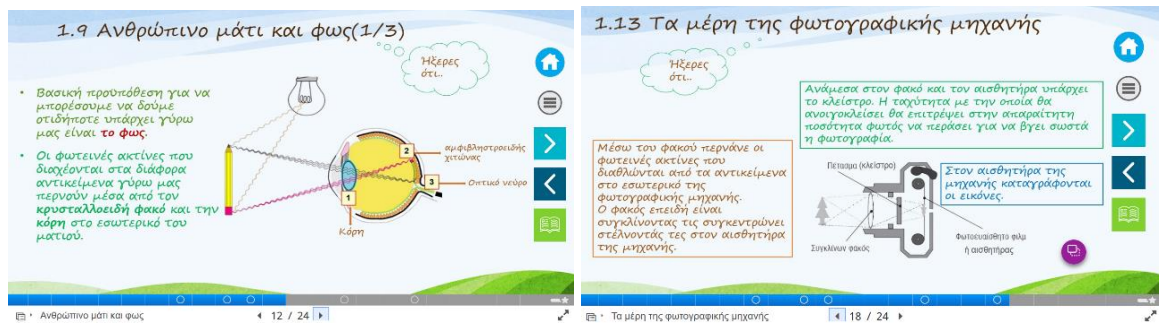 1.9 Ανθρώπινο μάτι και φως(1/3)
Ήξερες
ότι..
• Βασική προϋπόθεση για να
μπορέσουμε να δούμε
οτιδήποτε υπάρχει γύρω
μας είναι το φως.
• Οι φωτεινές ακτίνες που
διαχέονται στα διάφορα
αντικείμενα γύρω μας
περνούν μέσα από τον
κρυσταλλοειδή φακό και την
κόρη στο εσωτερικό του
ματιού.
2
αμφιβληστροειδής
χιτώνας
3
Οπτικό νεύρο
1
Κόρη
Ανθρώπινο μάτι και φως
12 / 24
1.13 Τα μέρη της φωτογραφικής μηχανής
Ήξερες
ότι..
Ανάμεσα στον φακό και τον αισθητήρα υπάρχει
το κλείστρο. Η ταχύτητα με την οποία θα
ανοιγοκλείσει θα επιτρέψει στην απαραίτητη
ποσότητα φωτός να περάσει για να βγει σωστά
η φωτογραφία.
Μέσω του φακού περνάνε οι
φωτεινές ακτίνες που
διαθλώνται από τα αντικείμενα
στο εσωτερικό της
φωτογραφικής μηχανής.
Ο φακός επειδή είναι
συγκλίνοντας τις συγκεντρώνει
στέλνοντάς τες στον αισθητήρα
της μηχανής.
Πέτασμα (κλείστρο)
Στον αισθητήρα της
μηχανής καταγράφονται
οι εικόνες.
Συγκλίνων φακός
Φωτοευαίσθητο φιλμ
ή αισθητήρας
Τα μέρη της φωτογραφικής μηχανής
18 / 24